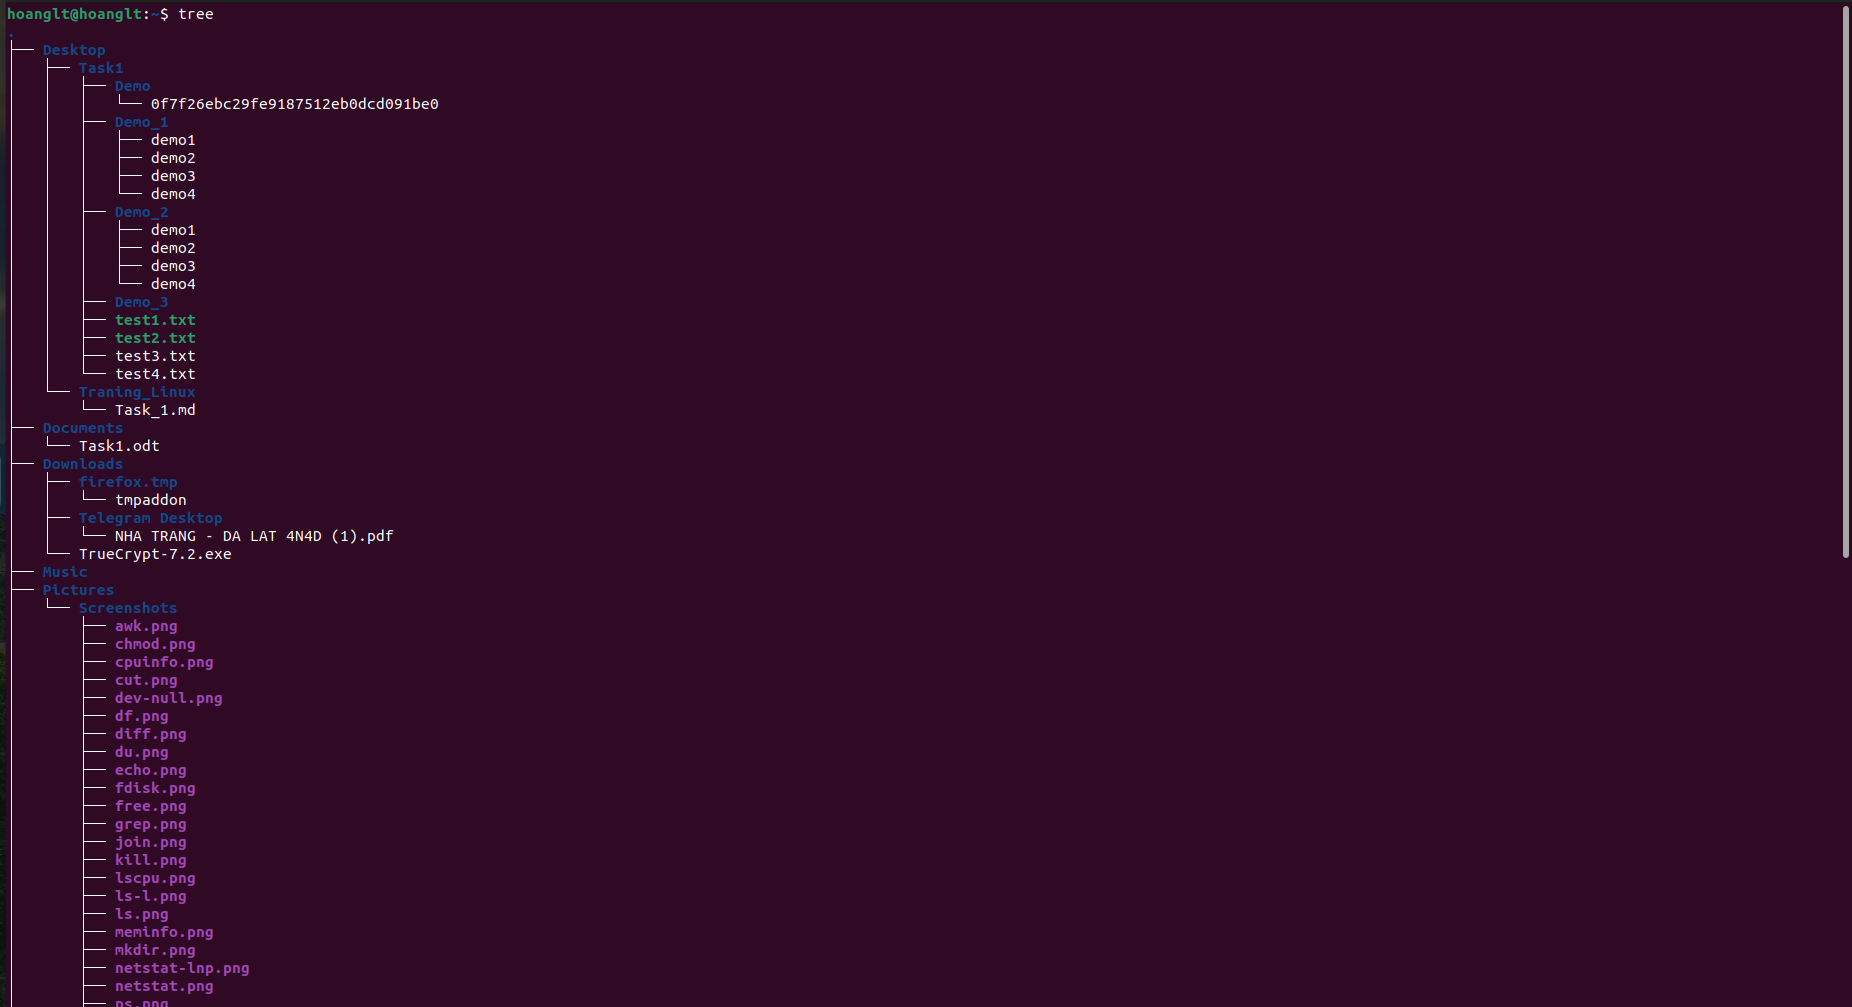 hoanglt@hoanglt:~$ tree
.
├── Desktop
│   ├── Task1
│   │   ├── Demo
│   │   │   └── 0f7f26ebc29fe9187512eb0dcd091be0
│   │   ├── Demo_1
│   │   │   ├── demo1
│   │   │   ├── demo2
│   │   │   ├── demo3
│   │   │   └── demo4
│   │   ├── Demo_2
│   │   │   ├── demo1
│   │   │   ├── demo2
│   │   │   ├── demo3
│   │   │   └── demo4
│   │   ├── Demo_3
│   │   ├── test1.txt
│   │   ├── test2.txt
│   │   ├── test3.txt
│   │   └── test4.txt
│   └── Traning_Linux
│       └── Task_1.md
├── Documents
│   └── Task1.odt
├── Downloads
│   ├── firefox.tmp
│   │   └── tmpaddon
│   ├── Telegram Desktop
│   │   └── NHA TRANG - DA LAT 4N4D (1).pdf
│   └── TrueCrypt-7.2.exe
├── Music
├── Pictures
│   └── Screenshots
│       ├── awk.png
│       ├── chmod.png
│       ├── cpuinfo.png
│       ├── cut.png
│       ├── dev-null.png
│       ├── df.png
│       ├── diff.png
│       ├── du.png
│       ├── echo.png
│       ├── fdisk.png
│       ├── free.png
│       ├── grep.png
│       ├── join.png
│       ├── kill.png
│       ├── lscpu.png
│       ├── ls-l.png
│       ├── ls.png
│       ├── meminfo.png
│       ├── mkdir.png
│       ├── netstat-lnp.png
│       ├── netstat.png
│       ├── ps.png